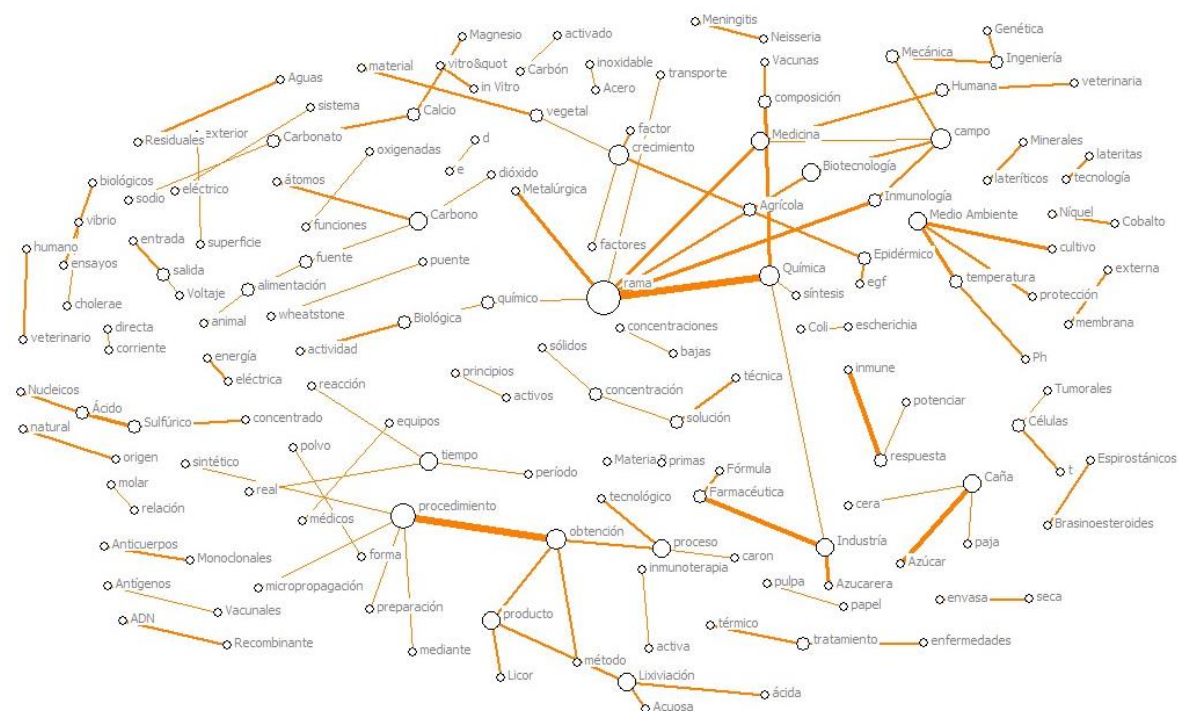 Meningitis
Genética
Magnesio
activado
Neisseria
Mecánica
Ingeniería
material
vitro&quot
Carbón
inoxidable
transporte
Vacunas
Aguas
in Vitro
Acero
Humana
veterinaria
sistema
Calcio
vegetal
composición
Residuales
exterior
Carbonato
factor
crecimiento
Medicina
campo
Minerales
oxigenadas
d
lateritas
biológicos
eléctrico
átomos
e
dióxido
Metalúrgica
Biotecnología
lateríticos
tecnología
sodio
Inmunología
vibrio
funciones
Carbono
Agrícola
Medio Ambiente
Níquel
Cobalto
humano
entrada
superficie
factores
cultivo
ensayos
salida
fuente
puente
Epidérmico
Voltaje
alimentación
rama
Química
egf
temperatura
externa
cholerae
químico
síntesis
protección
veterinario
directa
animal
wheatstone
Biológica
concentraciones
Coli
escherichia
membrana
corriente
energía
actividad
sólidos
bajas
Ph
eléctrica
reacción
principios
técnica
inmune
Nucleicos
activos
concentración
Tumorales
Ácido
Sulfúrico
concentrado
equipos
solución
potenciar
Células
natural
origen
polvo
sintético
tiempo
Materia P
primas
Fórmula
respuesta
t
Espirostánicos
molar
real
período
tecnológico
Farmacéutica
cera
Caña
relación
médicos
procedimiento
Brasinoesteroides
Anticuerpos
Monoclonales
forma
obtención
proceso
caron
Industria
Azúcar
paja
Antígenos
micropropagación
inmunoterapia
pulpa
Azucarera
Vacunales
preparación
papel
envasa
seca
ADN
producto
térmico
Recombinante
mediante
activa
tratamiento
enfermedades
Licor
método
Lixiviación
ácida
Acuosa